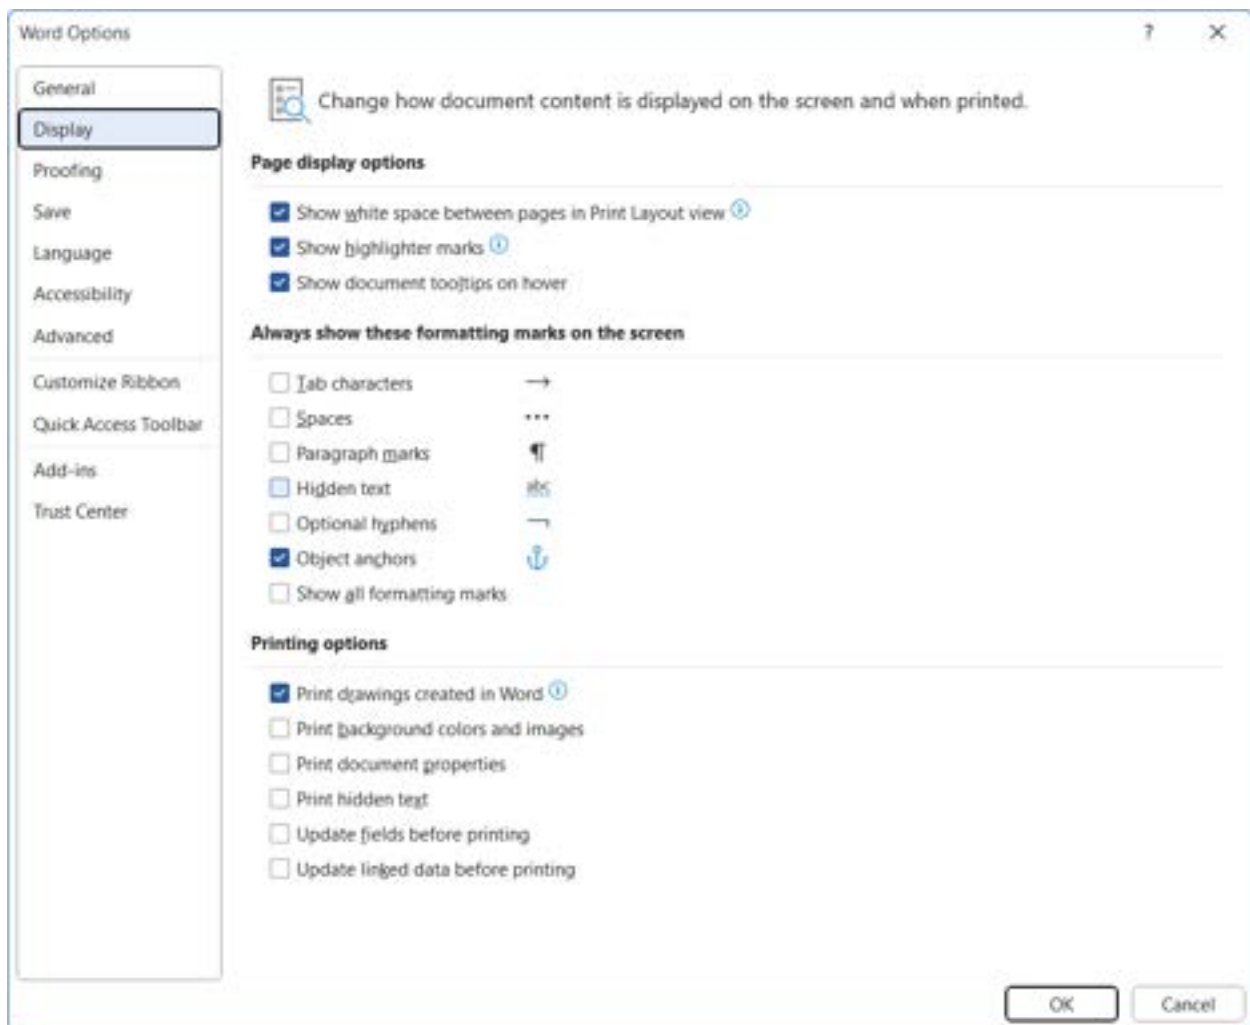 Word Options
?
General
Display
Proofing
Save
Language
Accessibility
Advanced
Customize Ribbon
Quick Access Toolbar
Add-ins
Trust Center
Change how document content is displayed on the screen and when printed.
Page display options
Show white space between pages in Print Layout view
Show highlighter marks
Show document tooltips on hover
Always show these formatting marks on the screen
Tab characters →
Spaces •••
Paragraph marks ¶
Hidden text abc
Optional hyphens ¬
Object anchors
Show all formatting marks
Printing options
Print drawings created in Word
Print background colors and images
Print document properties
Print hidden text
Update fields before printing
Update linked data before printing
OK Cancel